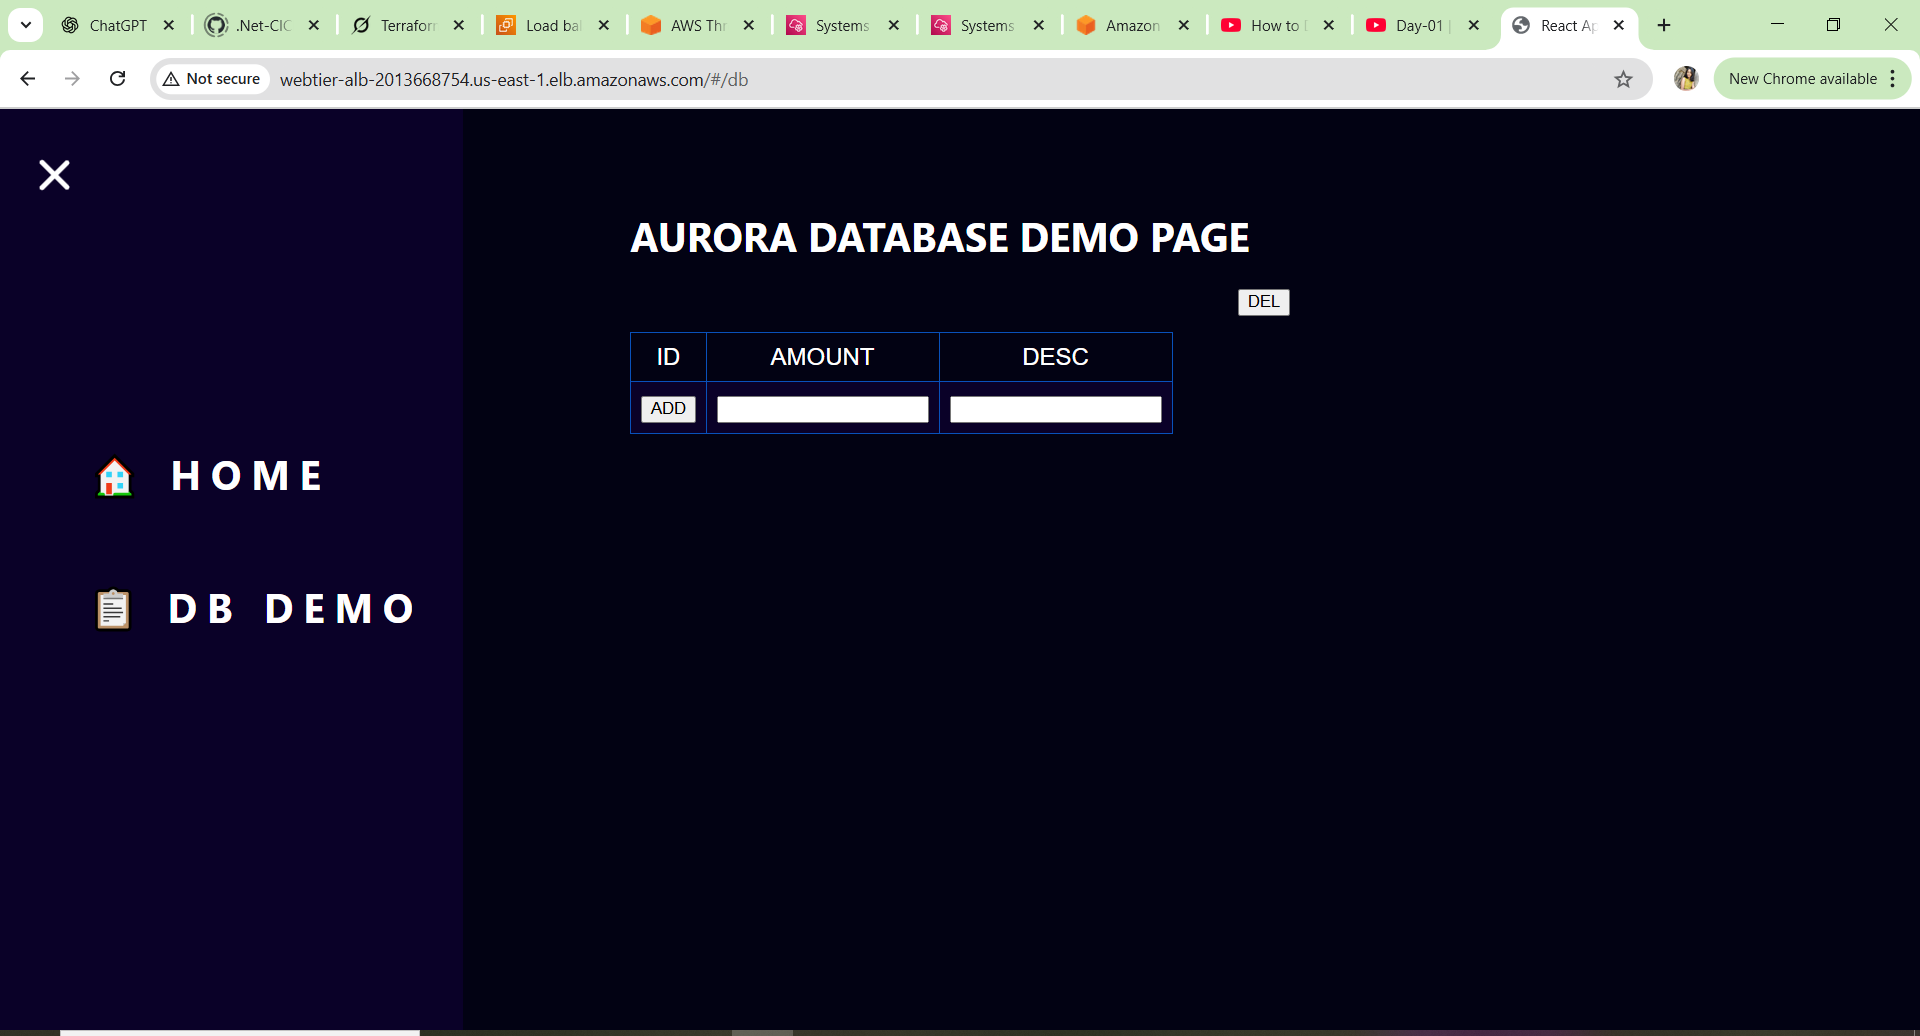 ChatGPT
.Net-CIC
Terraform
Load bal
AWS Thr
Systems
Systems
Amazon
How to D
Day-01 |
React Ap
Not secure
webtier-alb-2013668754.us-east-1.elb.amazonaws.com/#/db
New Chrome available
AURORA DATABASE DEMO PAGE
DEL
ID AMOUNT DESC
ADD
HOME
DB DEMO